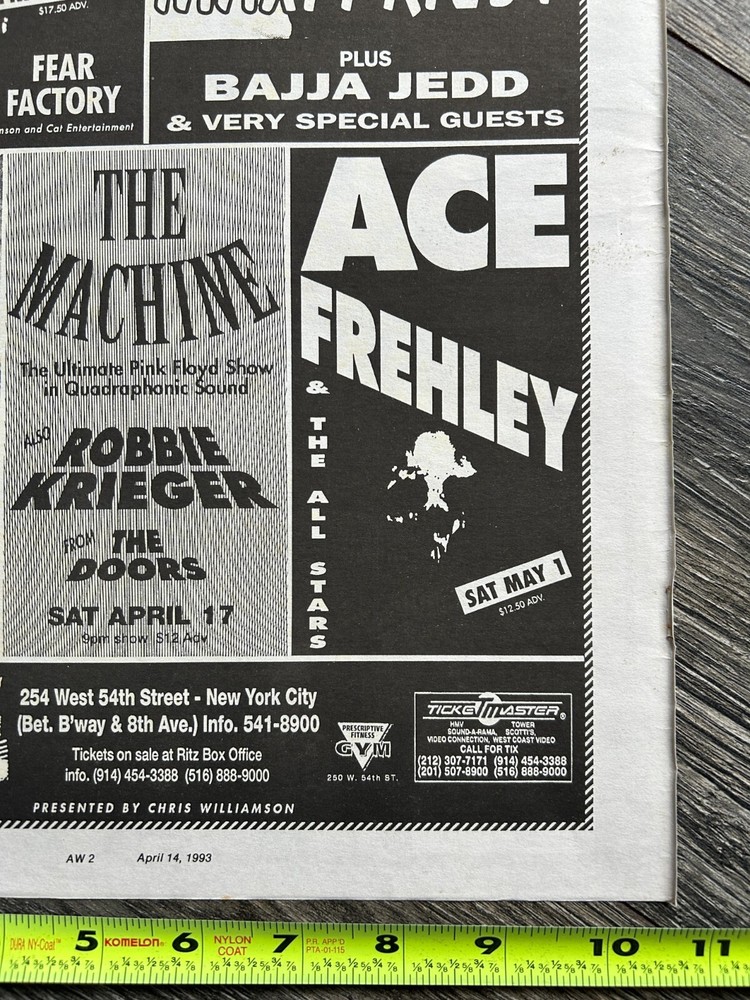 $17.50 ADV.
FEAR
FACTORY
nson and Cat Entertainment
PLUS
BAJJA JEDD
& VERY SPECIAL GUESTS
THE
MACHINE
The Ultimate Pink Floyd Show
in Quadraphonic Sound
ALSO ROBBIE
KRIEGER
FROM THE
DOORS
SAT APRIL 17
9pm show $12 Adv
ACE
FREHLEY
& THE ALL STARS
SAT MAY 1
$12.50 ADV.
254 West 54th Street - New York City
(Bet. B'way & 8th Ave.) Info. 541-8900
Tickets on sale at Ritz Box Office
info. (914) 454-3388 (516) 888-9000
PRESENTED BY CHRIS WILLIAMSON
PRESCRIPTIVE
FITNESS
GYM
250 W. 54th ST.
TICKETMASTER®
HMV TOWER
SOUND-A-RAMA, SCOTTI'S,
VIDEO CONNECTION, WEST COAST VIDEO
CALL FOR TIX
(212) 307-7171 (914) 454-3388
(201) 507-8900 (516) 888-9000
AW 2 April 14, 1993
DURA NY-Coat™ 5 KOMELON® 6 NYLON COAT 7 P.R. APP'D PTA-01-115 8 9 10 11